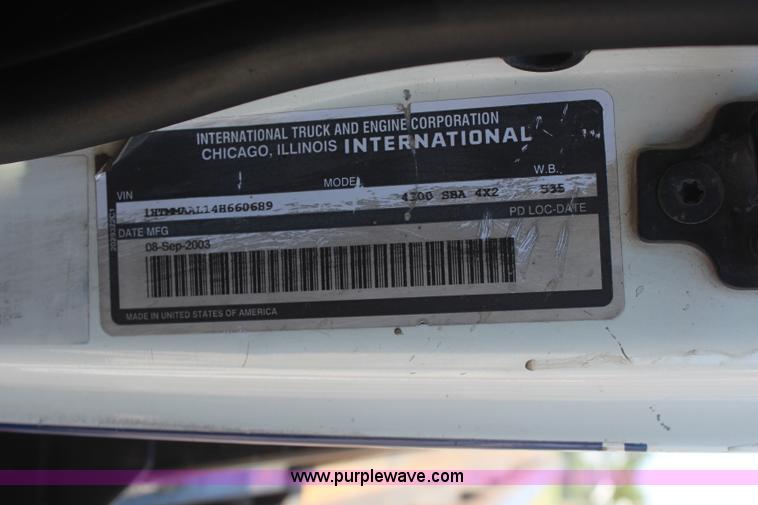 INTERNATIONAL TRUCK AND ENGINE CORPORATION
CHICAGO, ILLINOIS INTERNATIONAL
VIN MODEL W.B.
1HTMMAAL14H660689 4300 SBA 4X2 535
DATE MFG PD LOC-DATE
08-Sep-2003
MADE IN UNITED STATES OF AMERICA
www.purplewave.com